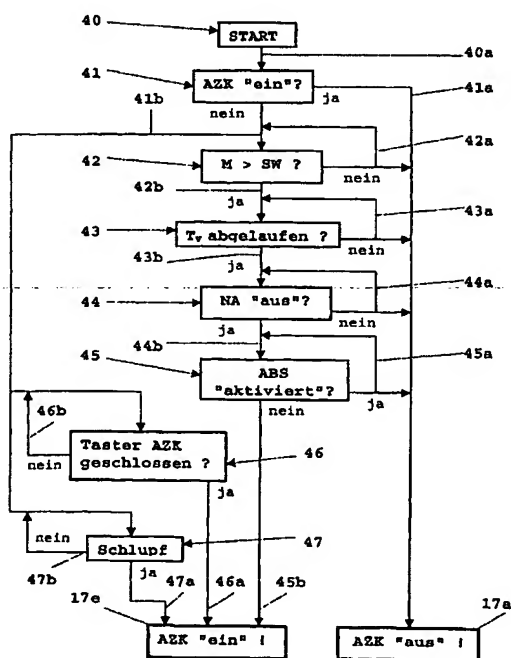 40
START
40a
41
AZK "ein"?
ja
41a
41b
nein
42a
42
M > SW ?
nein
42b
ja
43a
43
Tv abgelaufen ?
nein
43b
ja
44a
44
NA "aus"?
nein
44b
ja
45a
45
ABS
"aktiviert"?
ja
nein
46b
nein
Taster AZK
geschlossen ?
46
ja
nein
Schlupf
47
47b
ja
47a
46a
45b
17e
17a
AZK "ein" !
AZK "aus" !